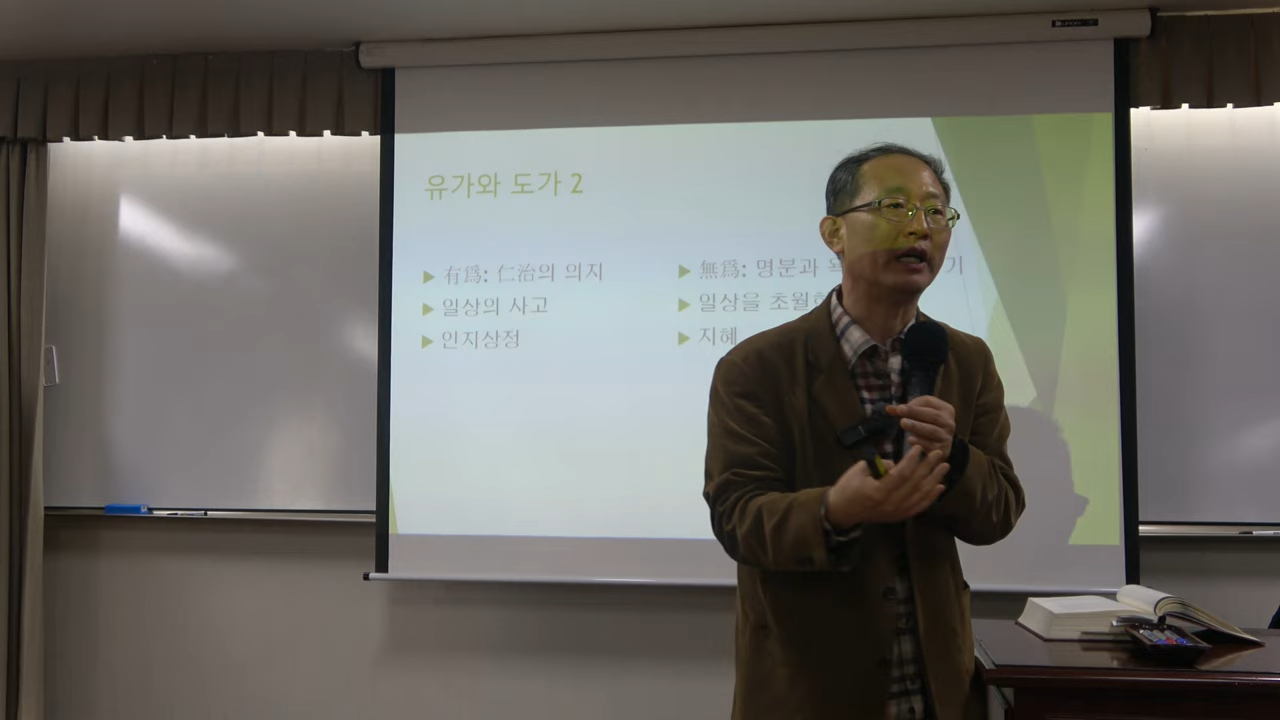 유가와 도가 2
有爲: 仁治의 의지
일상의 사고
인지상정
無爲: 명분과 기
일상을 초월
지혜